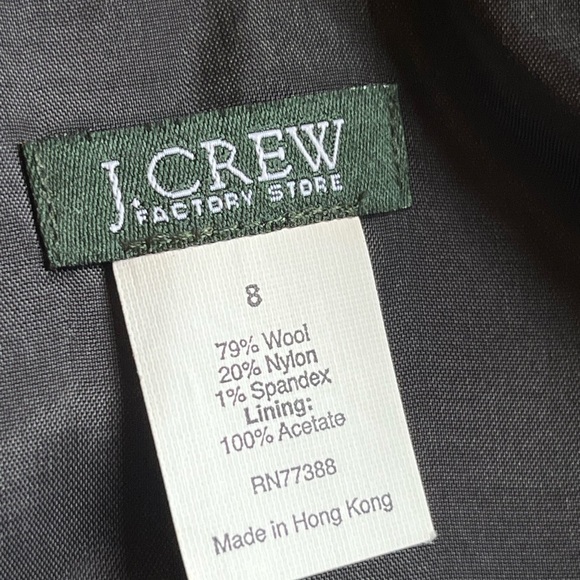 J.CREW
FACTORY STORE
8
79% Wool
20% Nylon
1% Spandex
Lining:
100% Acetate
RN77388
Made in Hong Kong